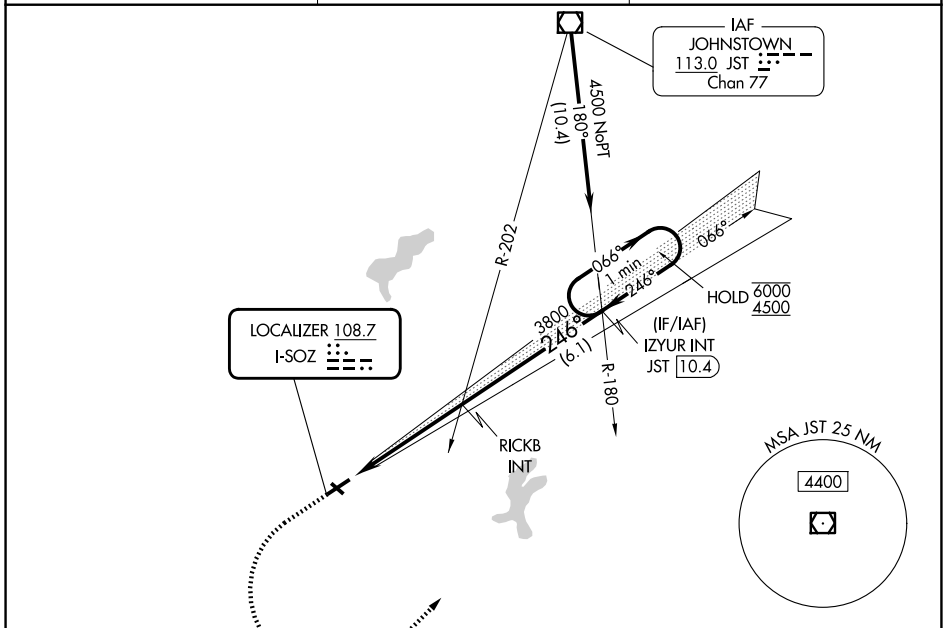 IAF
JOHNSTOWN
113.0 JST
Chan 77
4500 NoPT
180°
(10.4)
R-202
066°
066°
1 min
246°
HOLD 6000
4500
3800
246°
(6.1)
(IF/IAF)
IZYUR INT
JST 10.4
LOCALIZER 108.7
I-SOZ
R-180
RICKB
INT
MSA JST 25 NM
4400